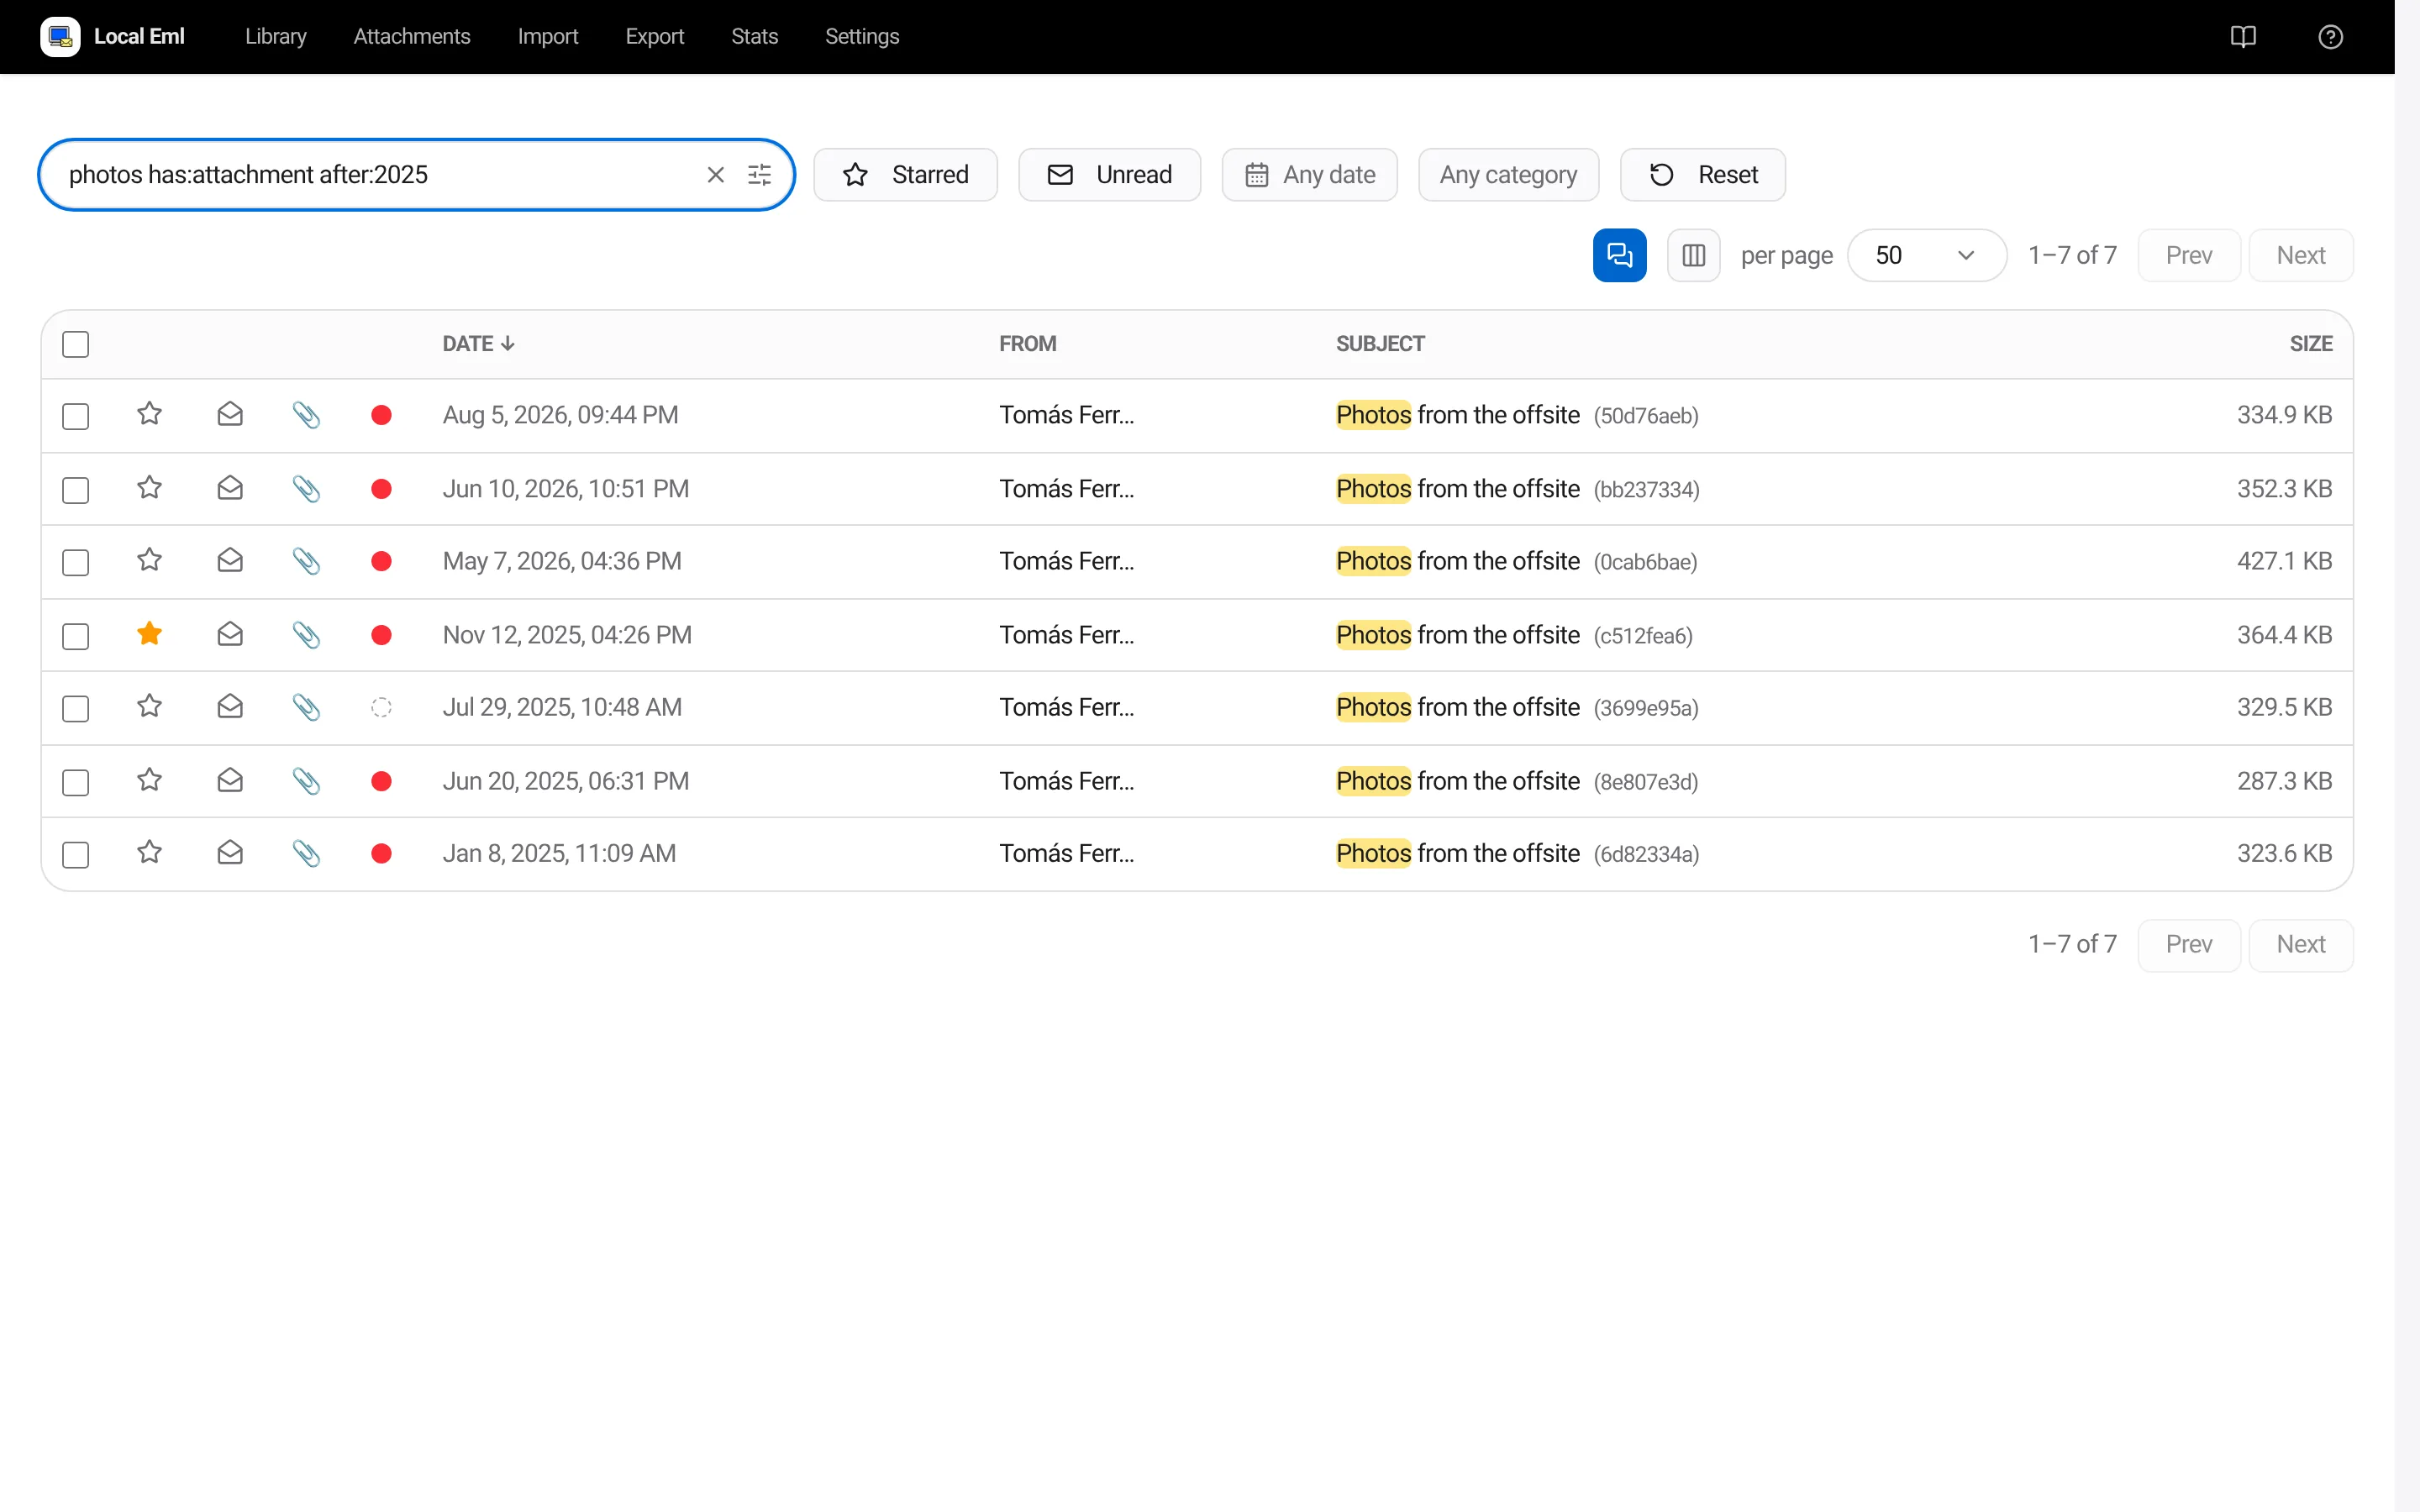 Local Eml Library Attachments Import Export Stats Settings
photos has:attachment after:2025 Starred Unread Any date Any category Reset
per page 50 1–7 of 7 Prev Next
DATE ↓ FROM SUBJECT SIZE
Aug 5, 2026, 09:44 PM Tomás Ferr... Photos from the offsite (50d76aeb) 334.9 KB
Jun 10, 2026, 10:51 PM Tomás Ferr... Photos from the offsite (bb237334) 352.3 KB
May 7, 2026, 04:36 PM Tomás Ferr... Photos from the offsite (0cab6bae) 427.1 KB
Nov 12, 2025, 04:26 PM Tomás Ferr... Photos from the offsite (c512fea6) 364.4 KB
Jul 29, 2025, 10:48 AM Tomás Ferr... Photos from the offsite (3699e95a) 329.5 KB
Jun 20, 2025, 06:31 PM Tomás Ferr... Photos from the offsite (8e807e3d) 287.3 KB
Jan 8, 2025, 11:09 AM Tomás Ferr... Photos from the offsite (6d82334a) 323.6 KB
1–7 of 7 Prev Next